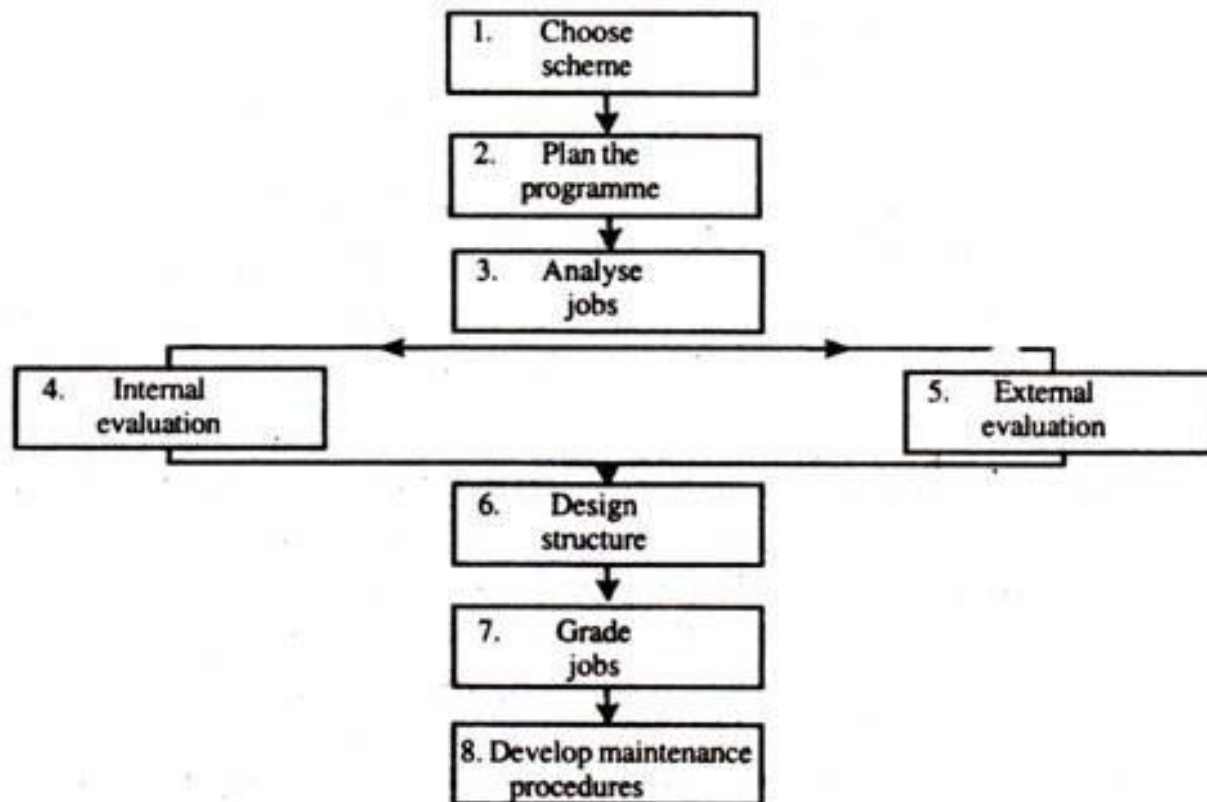 1. Choose
scheme
2. Plan the
programme
3. Analyse
jobs
4. Internal
evaluation
5. External
evaluation
6. Design
structure
7. Grade
jobs
8. Develop maintenance
procedures